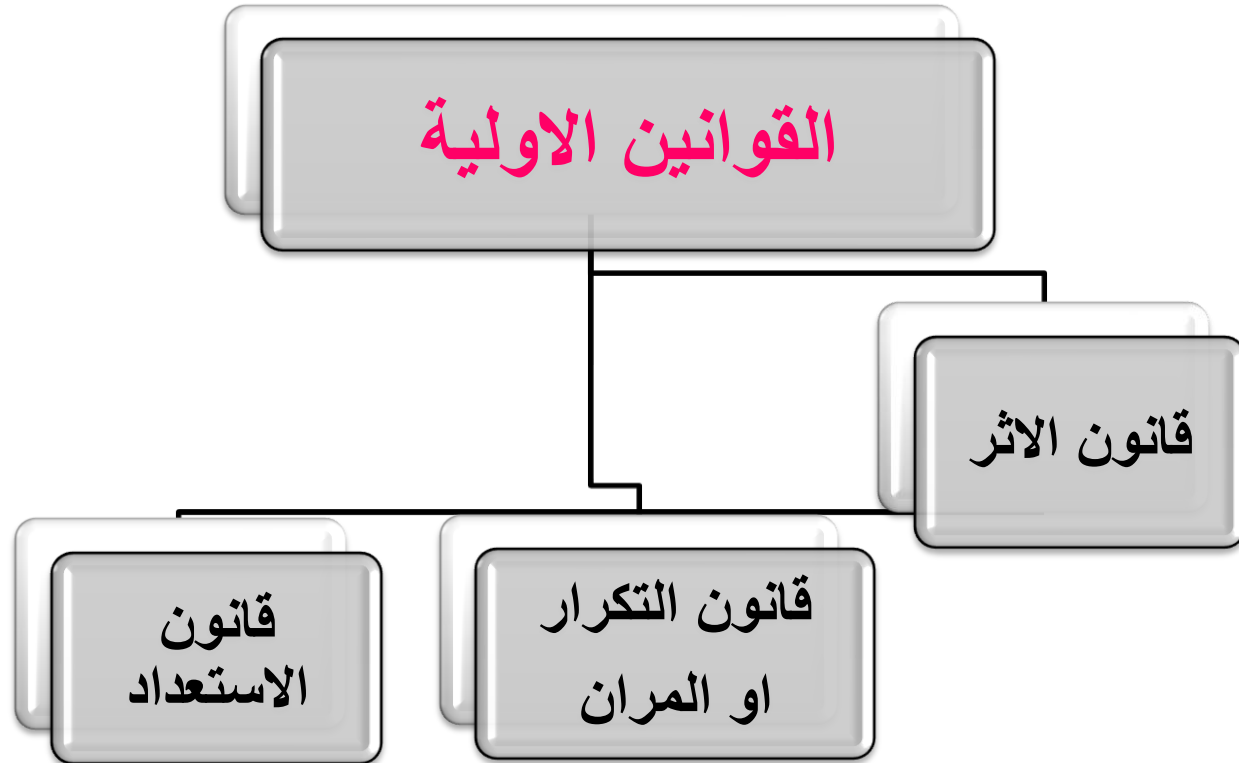 القوانين الاولية
قانون الاثر
قانون التكرار
او المران
قانون
الاستعداد